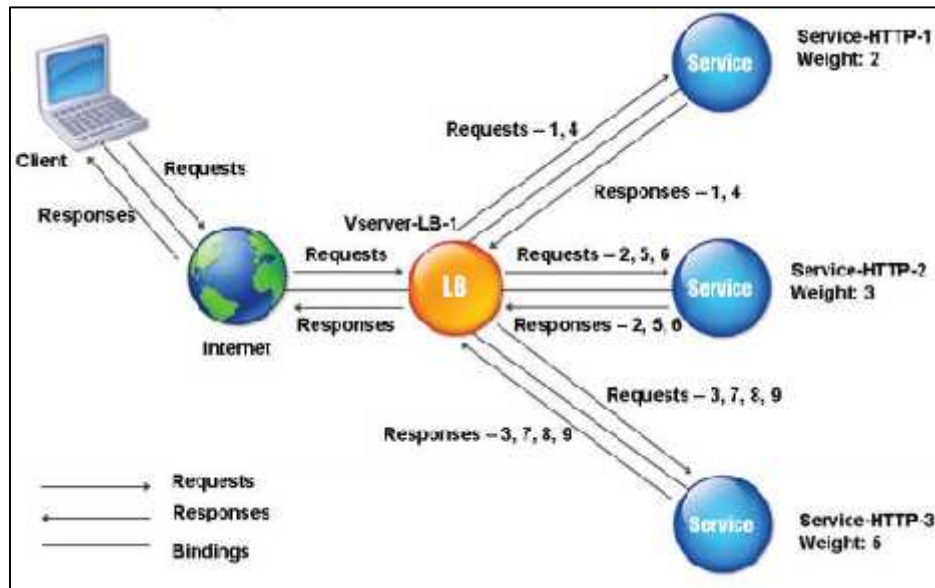 Service-HTTP-1
Weight: 2
Service
Requests – 1, 4
Client
Requests
Responses
Responses – 1, 4
Vserver-LB-1
Requests
Requests – 2, 5, 6
Service-HTTP-2
Weight: 3
LB
Service
Responses
Responses – 2, 5, 6
Internet
Requests – 3, 7, 8, 9
Responses – 3, 7, 8, 9
Requests
Responses
Bindings
Service
Service-HTTP-3
Weight: